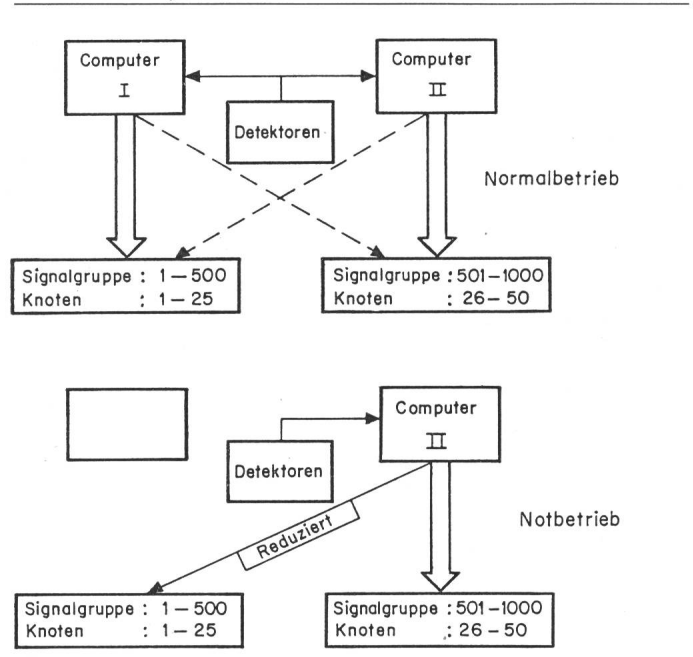 Computer
I
Computer
II
Detektoren
Normalbetrieb
Signalgruppe : 1 – 500
Knoten : 1 – 25
Signalgruppe : 501 – 1000
Knoten : 26 – 50
Computer
II
Detektoren
Notbetrieb
Reduziert
Signalgruppe : 1 – 500
Knoten : 1 – 25
Signalgruppe : 501 – 1000
Knoten : 26 – 50